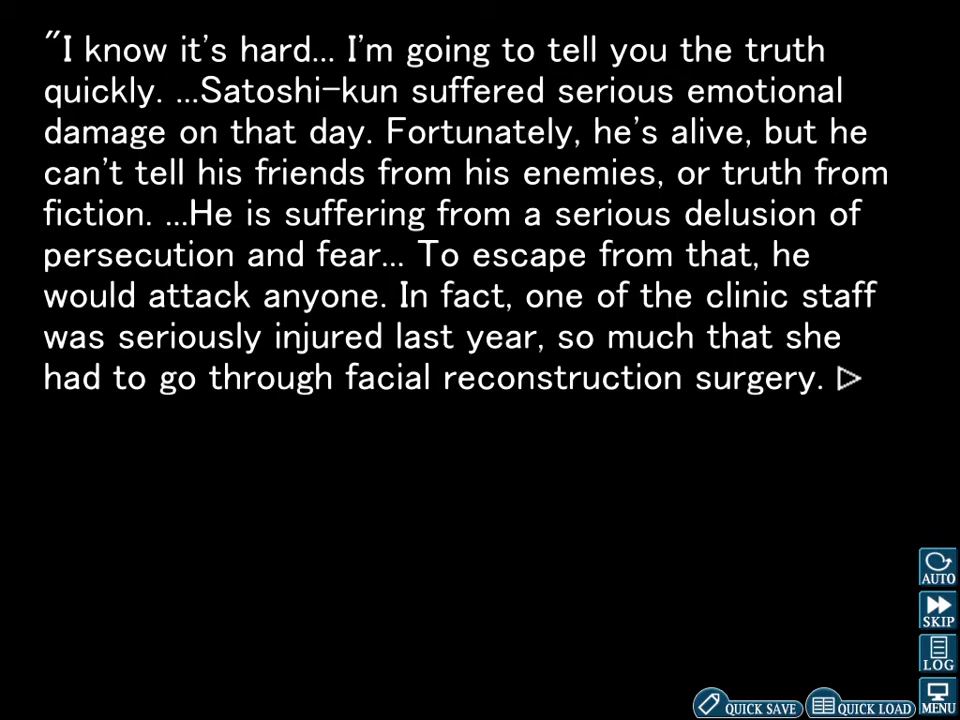 "I know it's hard... I'm going to tell you the truth
quickly. ...Satoshi-kun suffered serious emotional
damage on that day. Fortunately, he's alive, but he
can't tell his friends from his enemies, or truth from
fiction. ...He is suffering from a serious delusion of
persecution and fear... To escape from that, he
would attack anyone. In fact, one of the clinic staff
was seriously injured last year, so much that she
had to go through facial reconstruction surgery.
AUTO
SKIP
LOG
QUICK SAVE
QUICK LOAD
MENU